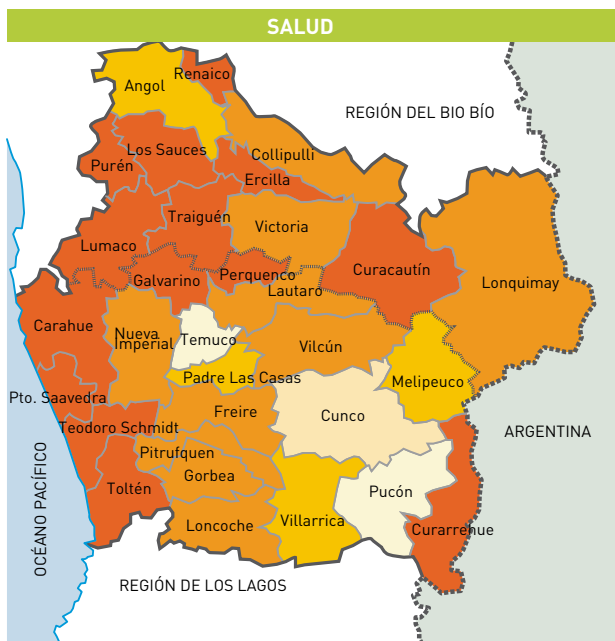 SALUD
Renaico
Angol
REGIÓN DEL BIO BÍO
Los Sauces
Collipulli
Purén
Ercilla
Traiguén
Victoria
Lumaco
Galvarino
Perquenco
Curacautín
Lonquimay
Lautaro
Carahue
Nueva
Imperial
Temuco
Vilcún
Padre Las Casas
Melipeuco
Pto. Saavedra
Freire
Cunco
Teodoro Schmidt
ARGENTINA
Pitrufquen
Gorbea
Toltén
Pucón
Loncoche
Villarrica
Curarrehue
OCÉANO PACÍFICO
REGIÓN DE LOS LAGOS